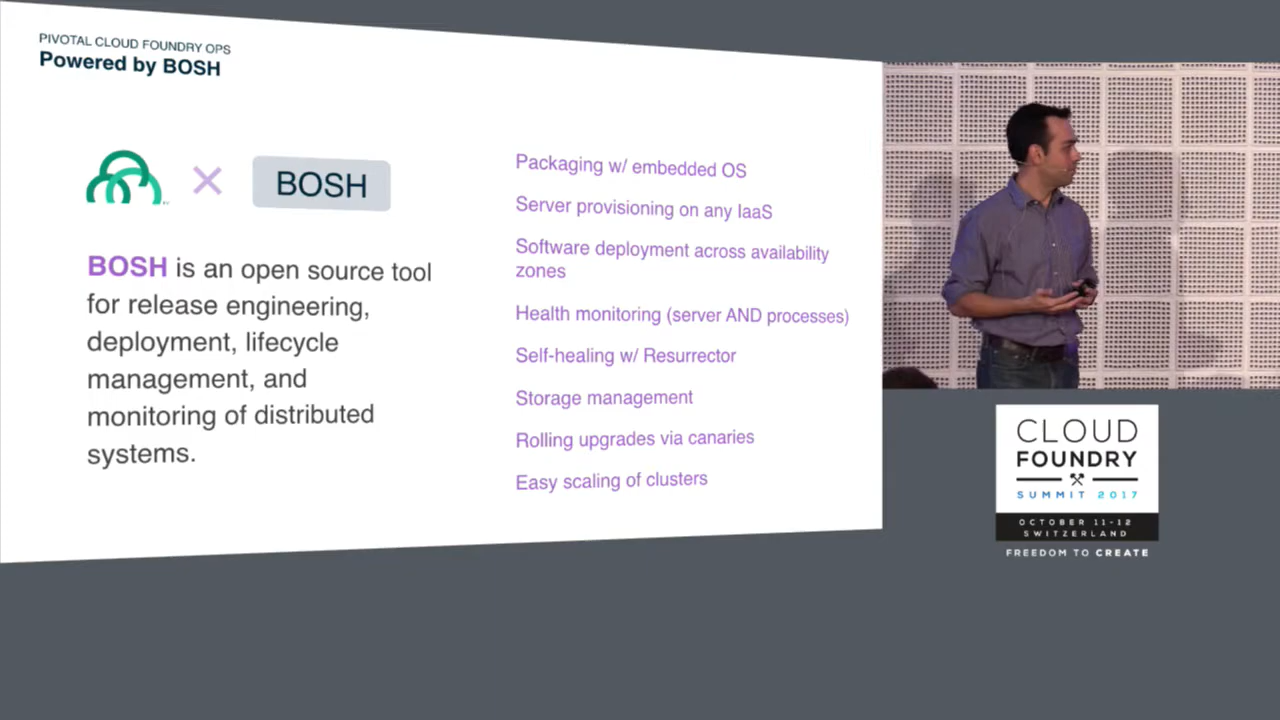 PIVOTAL CLOUD FOUNDRY OPS
Powered by BOSH
BOSH
BOSH is an open source tool
for release engineering,
deployment, lifecycle
management, and
monitoring of distributed
systems.
Packaging w/ embedded OS
Server provisioning on any IaaS
Software deployment across availability
zones
Health monitoring (server AND processes)
Self-healing w/ Resurrector
Storage management
Rolling upgrades via canaries
Easy scaling of clusters
CLOUD
FOUNDRY
SUMMIT 2017
OCTOBER 11-12
SWITZERLAND
FREEDOM TO CREATE